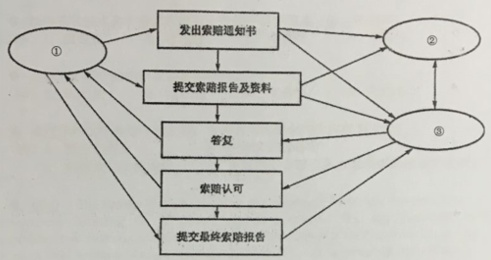 发出索赔通知书
①
②
提交索赔报告及资料
③
答复
索赔认可
提交最终索赔报告